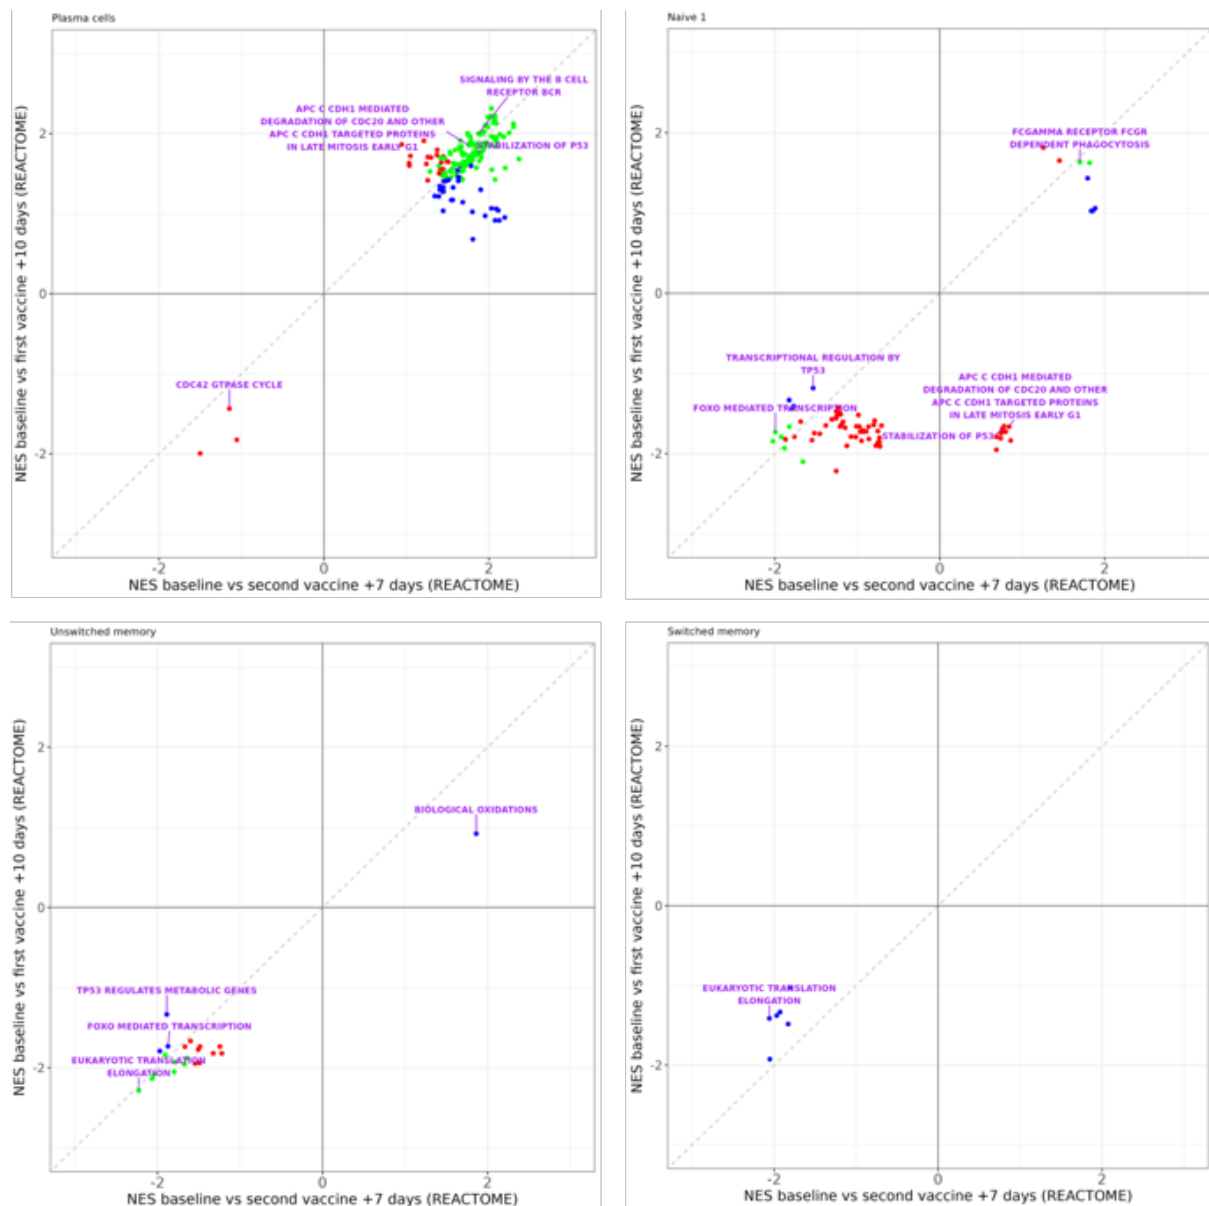 Plasma cells
SIGNALING BY THE B CELL
RECEPTOR BCR
APC C CDH1 MEDIATED
DEGRADATION OF CDC20 AND OTHER
APC C CDH1 TARGETED PROTEINS
IN LATE MITOSIS EARLY G1
STABILIZATION OF P53
CDC42 GTPASE CYCLE
2
0
-2
-2
0
2
NES baseline vs first vaccine +10 days (REACTOME)
NES baseline vs second vaccine +7 days (REACTOME)
Naive 1
FCGAMMA RECEPTOR FCGR
DEPENDENT PHAGOCYTOSIS
TRANSCRIPTIONAL REGULATION BY
TP53
FOXO MEDIATED TRANSCRIPTION
APC C CDH1 MEDIATED
DEGRADATION OF CDC20 AND OTHER
APC C CDH1 TARGETED PROTEINS
IN LATE MITOSIS EARLY G1
STABILIZATION OF P53
2
0
-2
-2
0
2
NES baseline vs first vaccine +10 days (REACTOME)
NES baseline vs second vaccine +7 days (REACTOME)
Unswitched memory
BIOLOGICAL OXIDATIONS
TP53 REGULATES METABOLIC GENES
FOXO MEDIATED TRANSCRIPTION
EUKARYOTIC TRANSLATION
ELONGATION
2
0
-2
-2
0
2
NES baseline vs first vaccine +10 days (REACTOME)
NES baseline vs second vaccine +7 days (REACTOME)
Switched memory
EUKARYOTIC TRANSLATION
ELONGATION
2
0
-2
-2
0
2
NES baseline vs first vaccine +10 days (REACTOME)
NES baseline vs second vaccine +7 days (REACTOME)